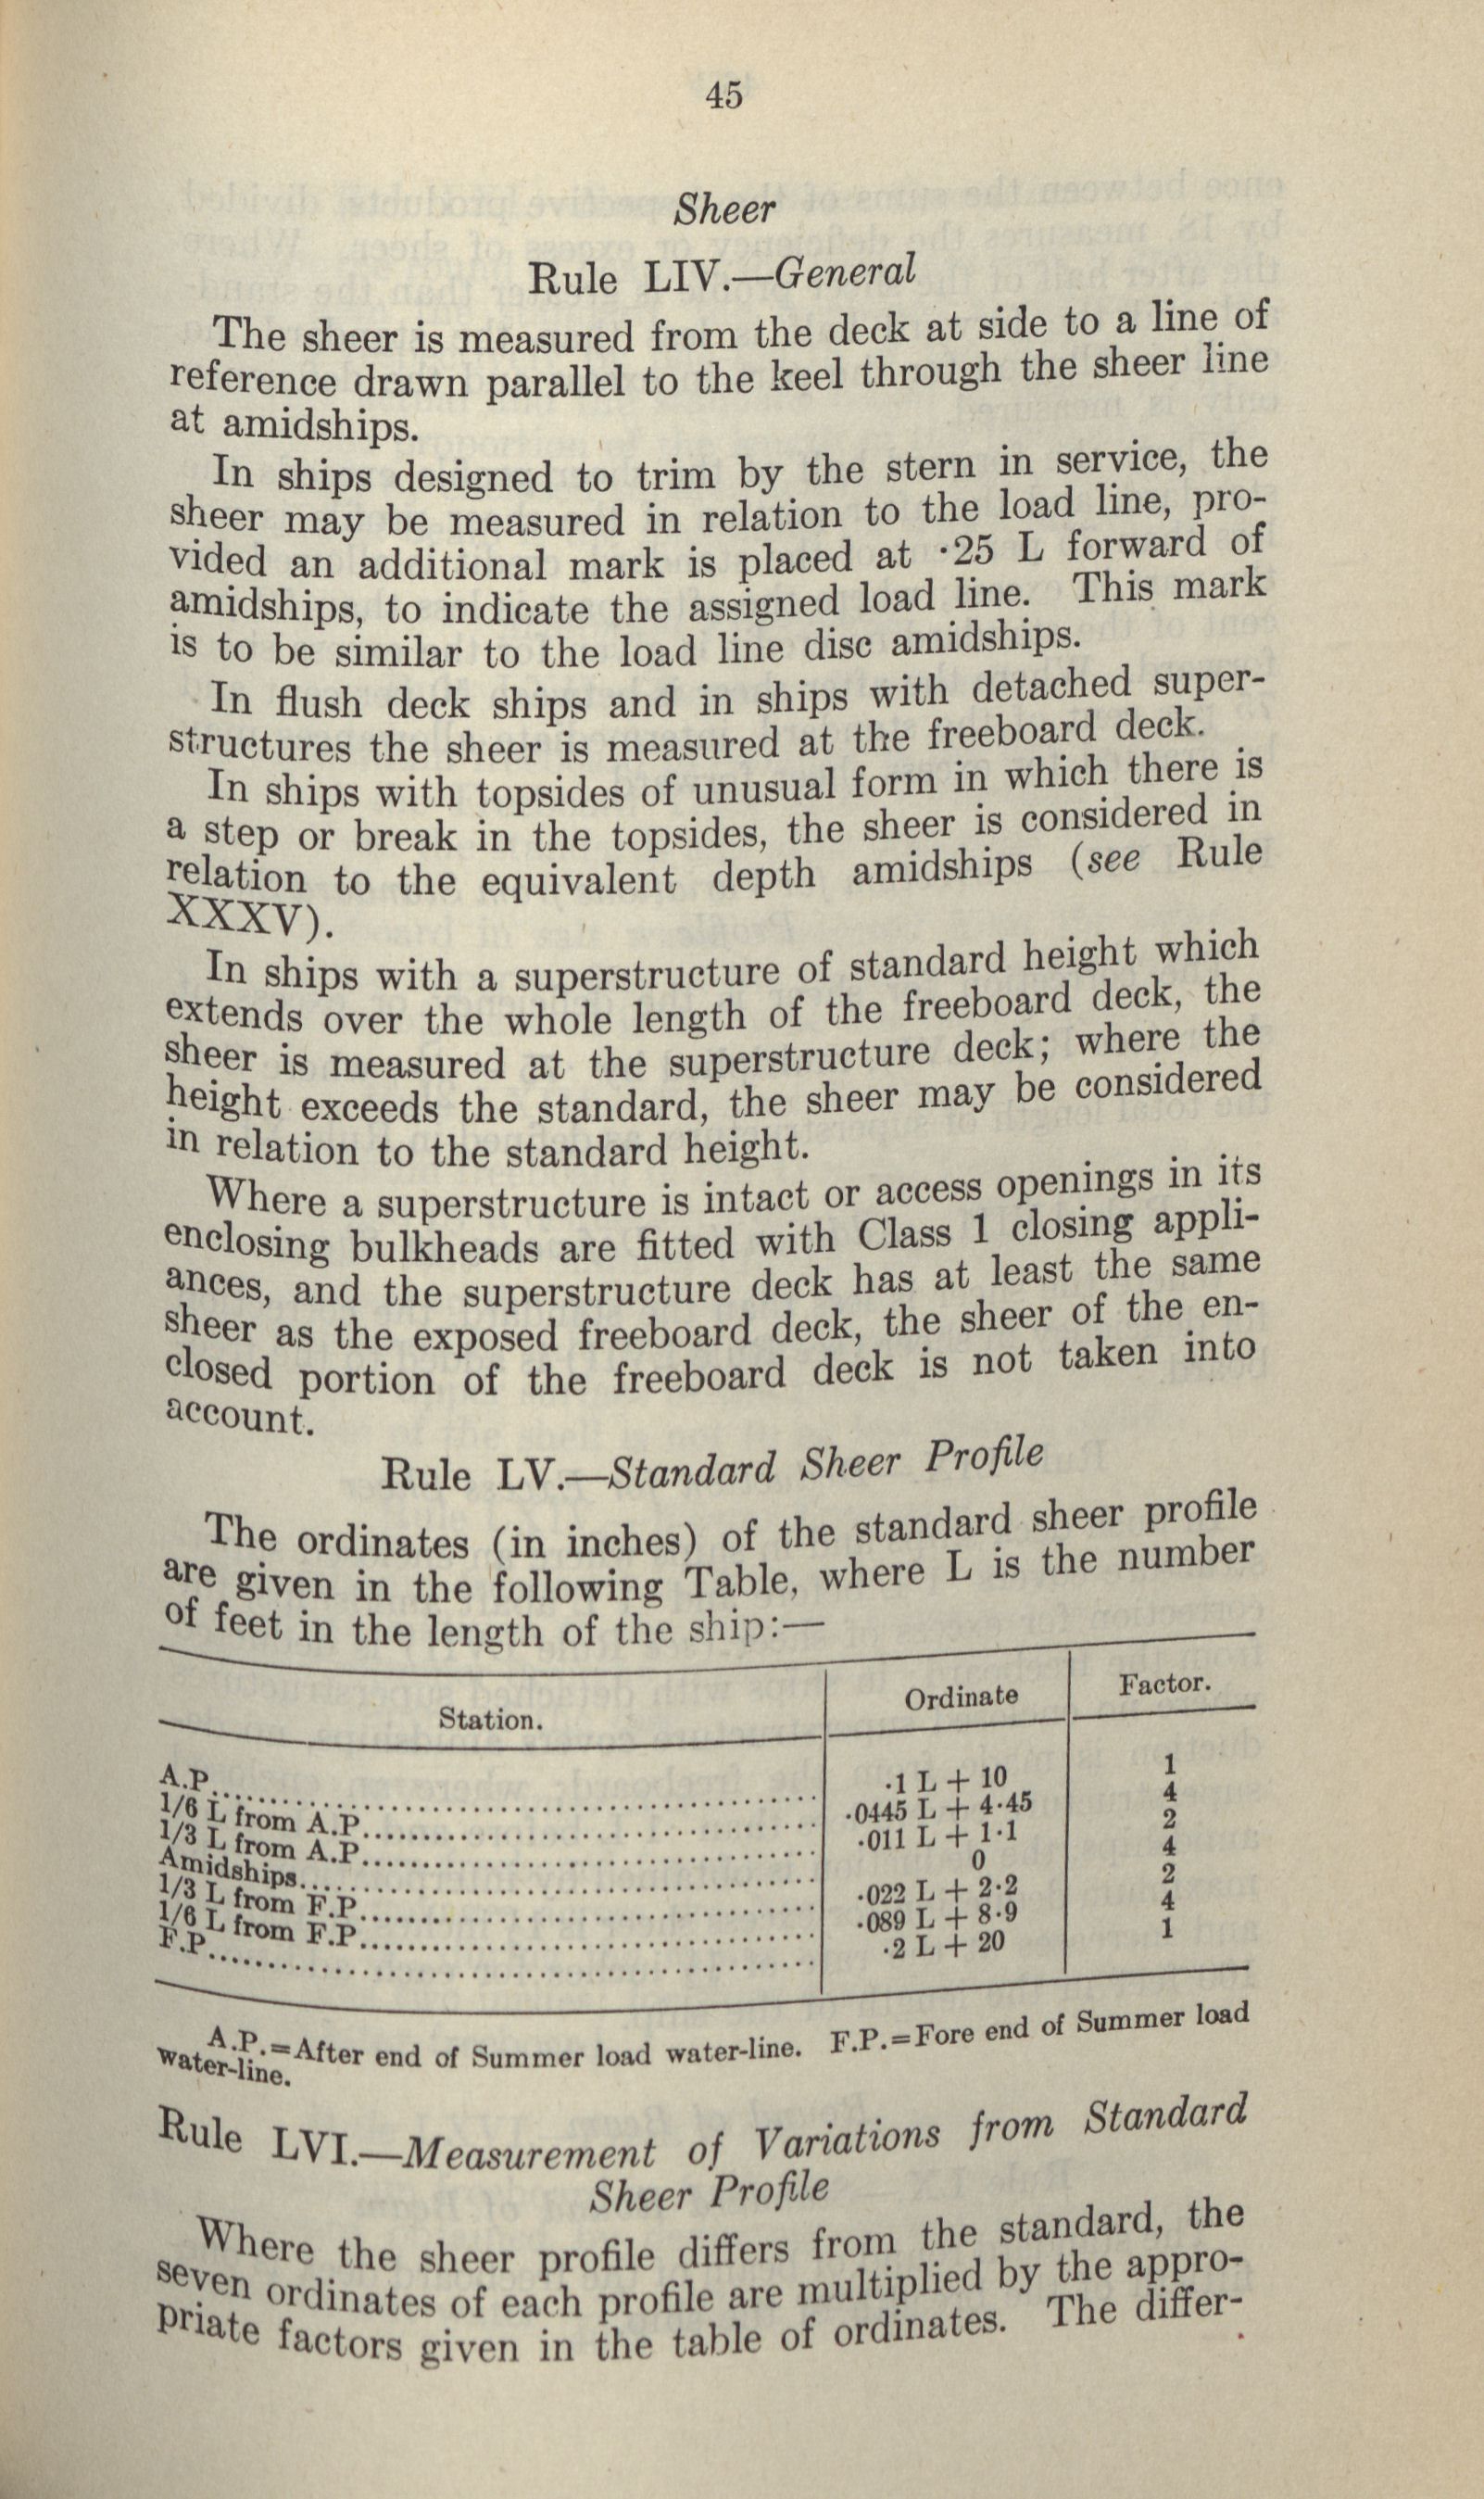 45
Sheer
Rule LIV.—General
The sheer is measured from the deck at side to a line of
reference drawn parallel to the keel through the sheer line
at amidships.
In ships designed to trim by the stern in service, the
sheer may be measured in relation to the load line, pro-
vided an additional mark is placed at ·25 L forward of
amidships, to indicate the assigned load line. This mark
is to be similar to the load line disc amidships.
In flush deck ships and in ships with detached super-
structures the sheer is measured at the freeboard deck.
In ships with topsides of unusual form in which there is
a step or break in the topsides, the sheer is considered in
relation to the equivalent depth amidships (see Rule
XXXV).
In ships with a superstructure of standard height which
extends over the whole length of the freeboard deck, the
sheer is measured at the superstructure deck; where the
height exceeds the standard, the sheer may be considered
in relation to the standard height.
Where a superstructure is intact or access openings in its
enclosing bulkheads are fitted with Class 1 closing appli-
ances, and the superstructure deck has at least the same
sheer as the exposed freeboard deck, the sheer of the en-
closed portion of the freeboard deck is not taken into
account.
Rule LV.—Standard Sheer Profile
The ordinates (in inches) of the standard sheer profile
are given in the following Table, where L is the number
of feet in the length of the ship:—
Station. Ordinate Factor.
A.P. ·1 L + 10 1
1/6 L from A.P. ·0445 L + 4·45 4
1/3 L from A.P. ·011 L + 1·1 2
Amidships. 0 4
1/3 L from F.P. ·022 L + 2·2 2
1/6 L from F.P. ·089 L + 8·9 4
F.P. ·2 L + 20 1
A.P.=After end of Summer load water-line. F.P.=Fore end of Summer load
water-line.
Rule LVI.—Measurement of Variations from Standard
Sheer Profile
Where the sheer profile differs from the standard, the
seven ordinates of each profile are multiplied by the appro-
priate factors given in the table of ordinates. The differ-